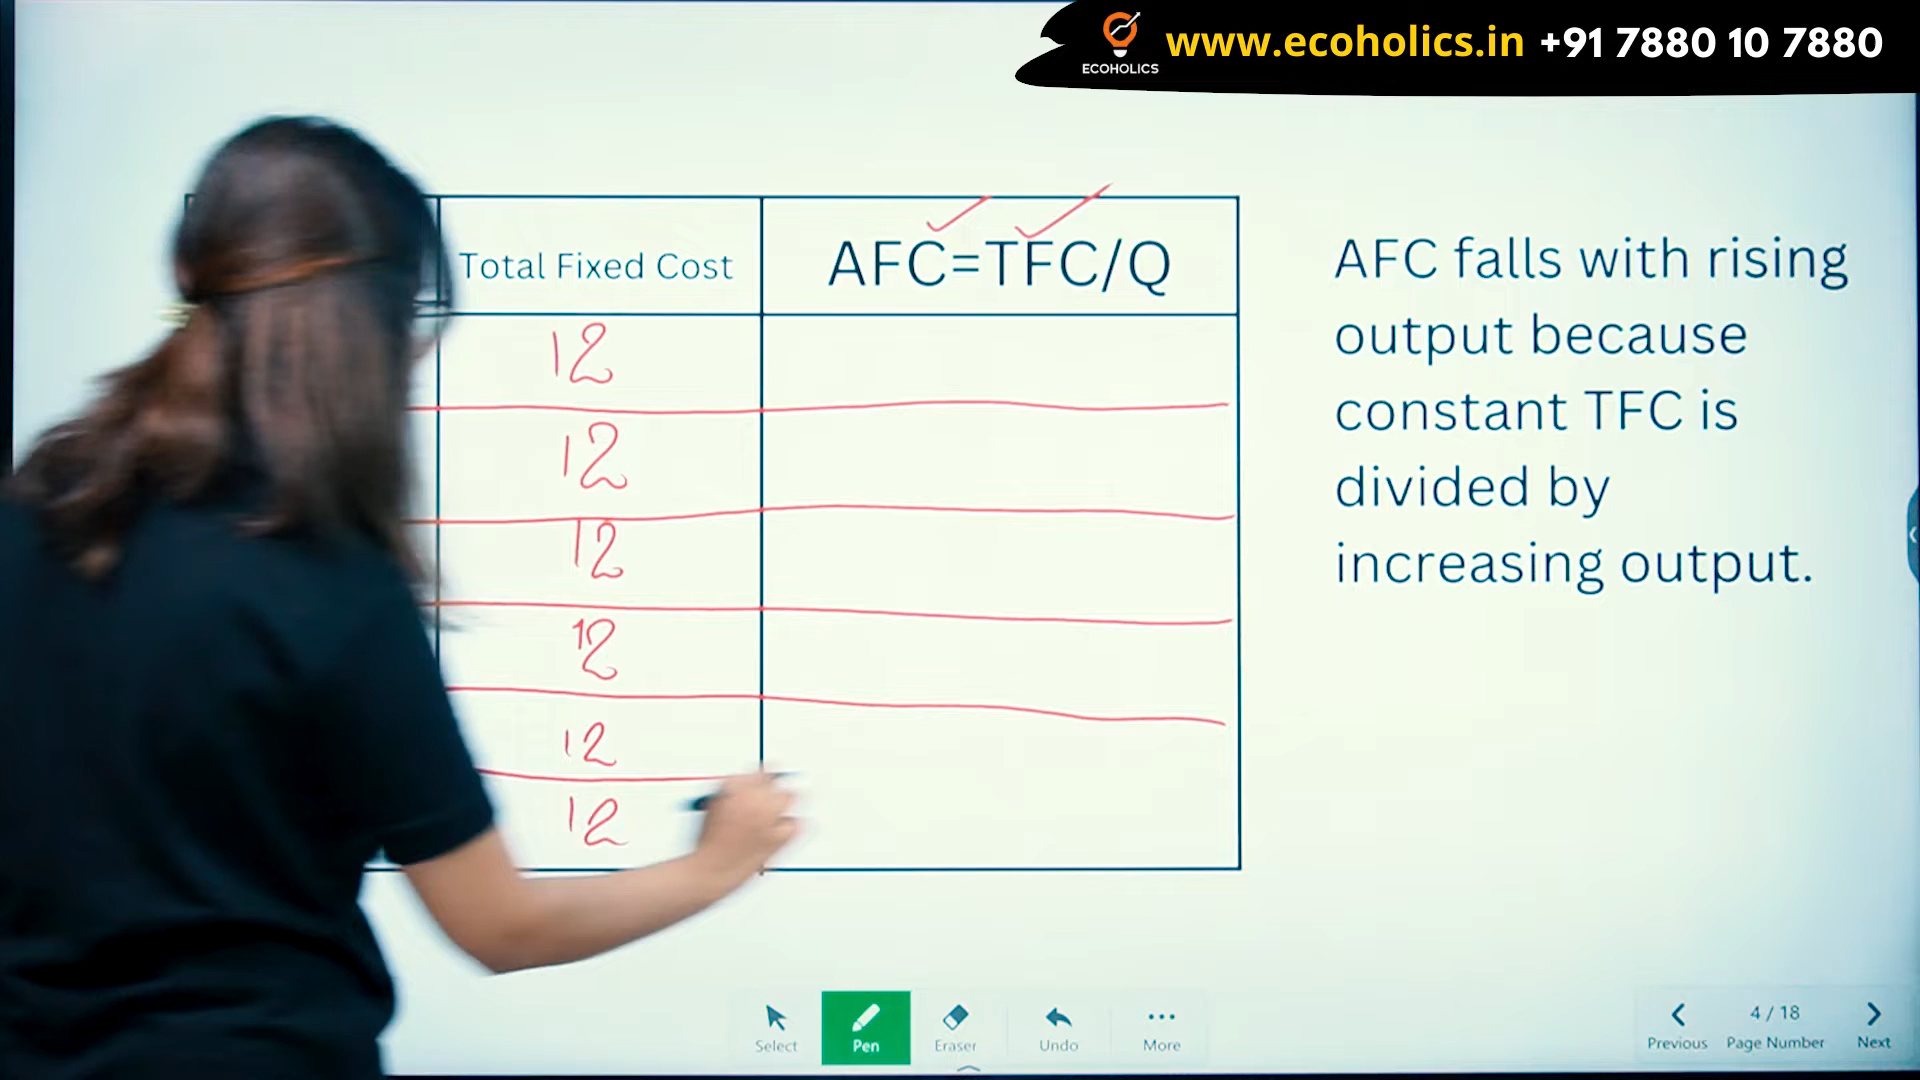 www.ecoholics.in +91 7880 10 7880
ECOHOLICS
Total Fixed Cost
AFC=TFC/Q
12
12
12
12
12
12
AFC falls with rising
output because
constant TFC is
divided by
increasing output.
Select
Pen
Eraser
Undo
More
Previous
4 / 18
Page Number
Next